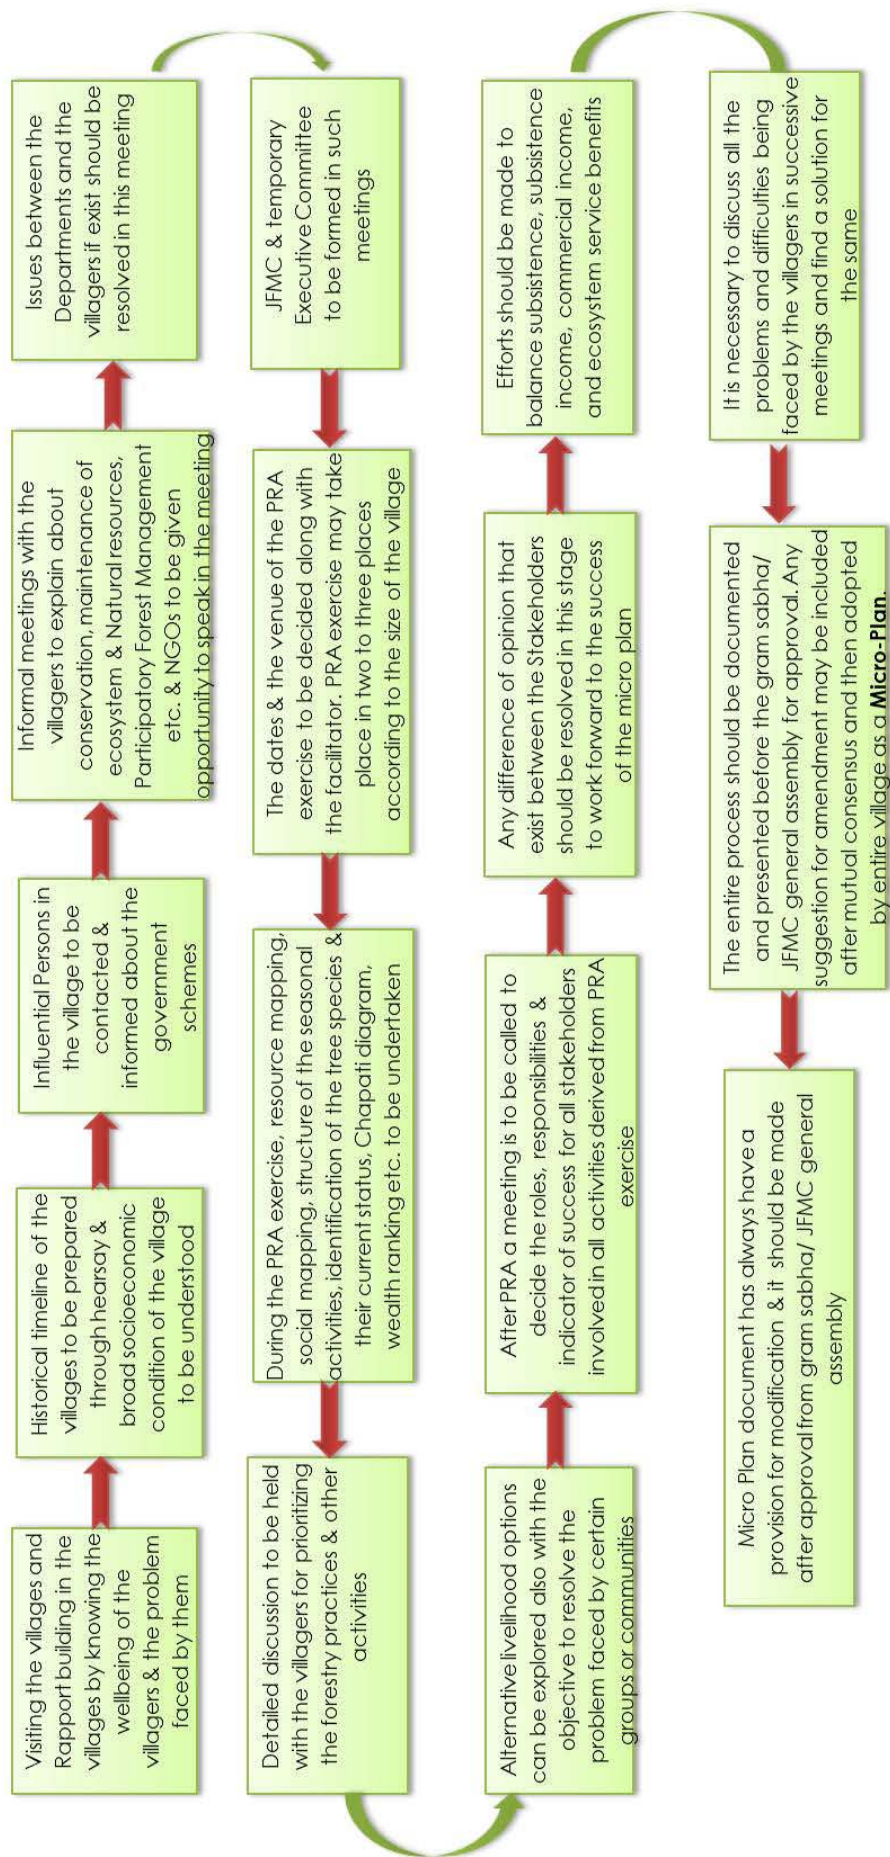 Visiting the villages and
Rapport building in the
villages by knowing the
wellbeing of the
villagers & the problem
faced by them
Historical timeline of the
villages to be prepared
through hearsay &
broad socioeconomic
condition of the village
to be understood
Influential Persons in
the village to be
contacted &
informed about the
government
schemes
Informal meetings with the
villagers to explain about
conservation, maintenance of
ecosystem & Natural resources,
Participatory Forest Management
etc. & NGOs to be given
opportunity to speak in the meeting
Issues between the
Departments and the
villagers if exist should be
resolved in this meeting
JFMC & temporary
Executive Committee
to be formed in such
meetings
The dates & the venue of the PRA
exercise to be decided along with
the facilitator. PRA exercise may take
place in two to three places
according to the size of the village
During the PRA exercise, resource mapping,
social mapping, structure of the seasonal
activities, identification of the tree species &
their current status, Chapati diagram,
wealth ranking etc. to be undertaken
Detailed discussion to be held
with the villagers for prioritizing
the forestry practices & other
activities
Alternative livelihood options
can be explored also with the
objective to resolve the
problem faced by certain
groups or communities
After PRA a meeting is to be called to
decide the roles, responsibilities &
indicator of success for all stakeholders
involved in all activities derived from PRA
exercise
Any difference of opinion that
exist between the Stakeholders
should be resolved in this stage
to work forward to the success
of the micro plan
Efforts should be made to
balance subsistence, subsistence
income, commercial income,
and ecosystem service benefits
It is necessary to discuss all the
problems and difficulties being
faced by the villagers in successive
meetings and find a solution for
the same
The entire process should be documented
and presented before the gram sabha/
JFMC general assembly for approval. Any
suggestion for amendment may be included
after mutual consensus and then adopted
by entire village as a Micro-Plan.
Micro Plan document has always have a
provision for modification & it should be made
after approval from gram sabha/ JFMC general
assembly